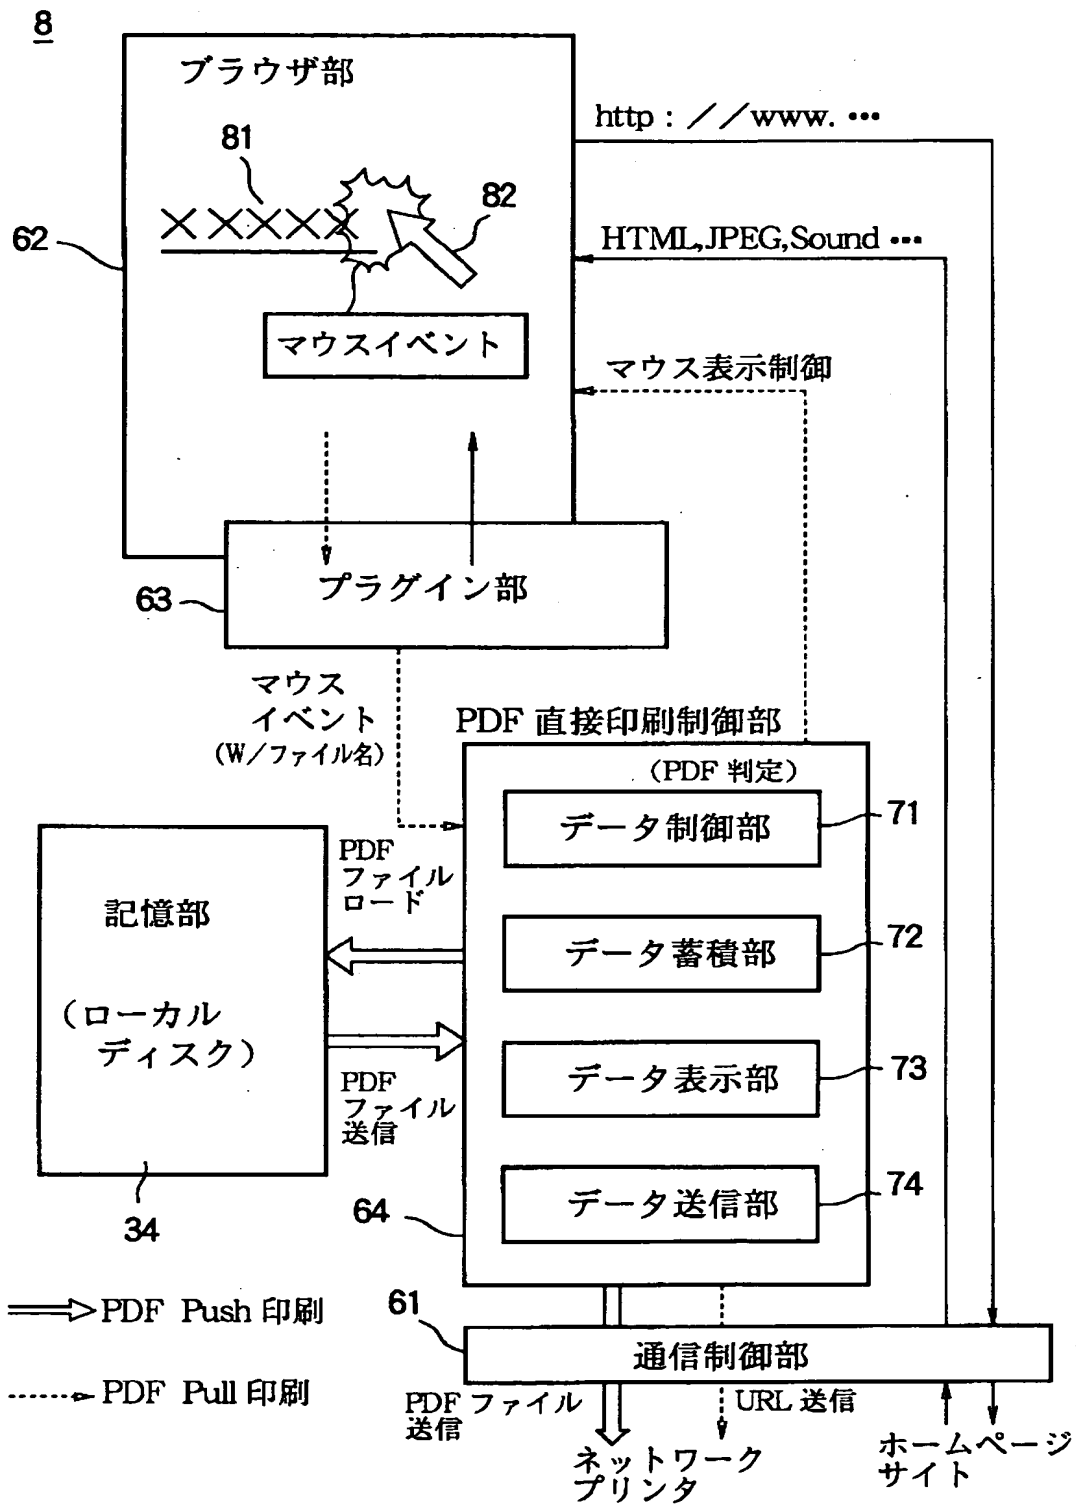 8
ブラウザ部
http：／／www. •••
81
82
×××××
62
HTML,JPEG,Sound •••
マウスイベント
マウス表示制御
プラグイン部
63
マウス
イベント
(W／ファイル名)
PDF 直接印刷制御部
（PDF 判定）
データ制御部
71
PDF
ファイル
ロード
記憶部
データ蓄積部
72
（ローカル
ディスク）
データ表示部
73
PDF
ファイル
送信
データ送信部
74
64
34
PDF Push 印刷
61
通信制御部
PDF Pull 印刷
PDF ファイル
送信
URL 送信
ネットワーク
プリンタ
ホームページ
サイト